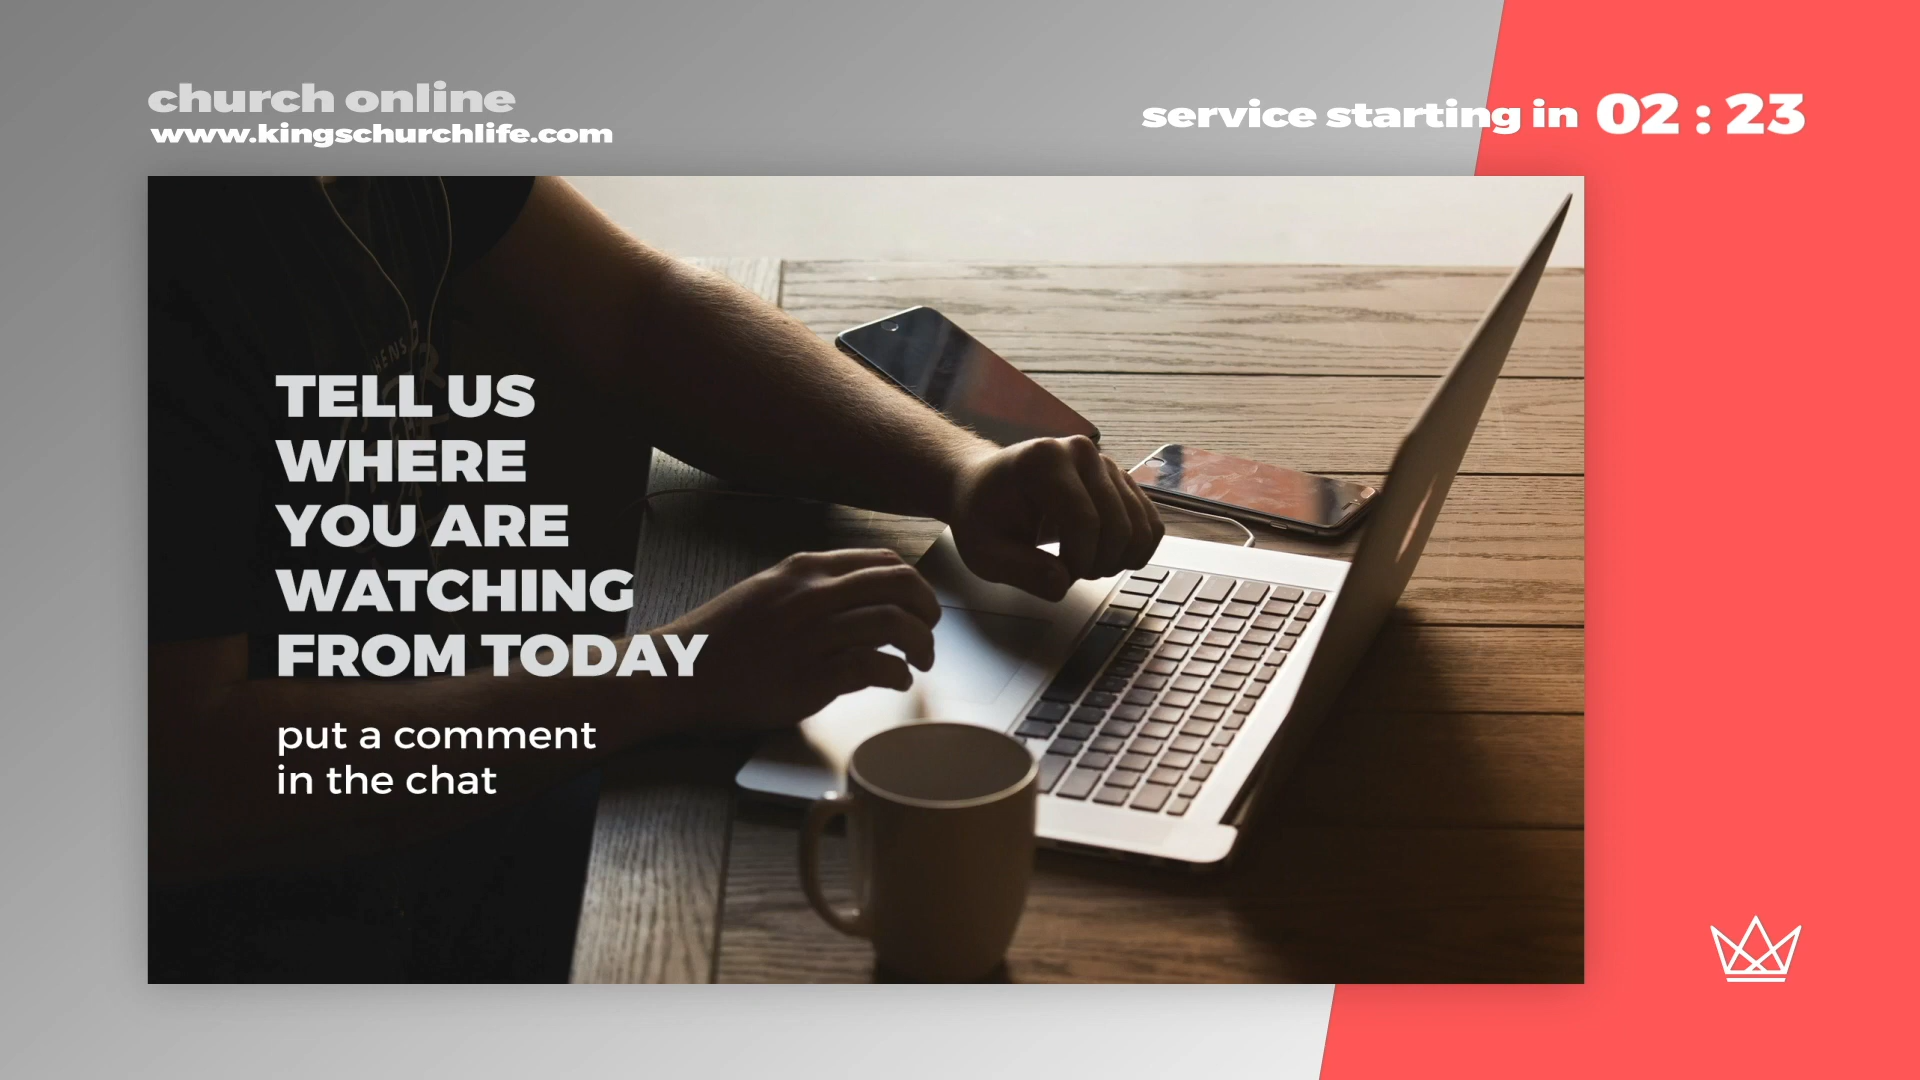 church online
www.kingschurchlife.com
service starting in 02 : 23
TELL US
WHERE
YOU ARE
WATCHING
FROM TODAY
put a comment
in the chat